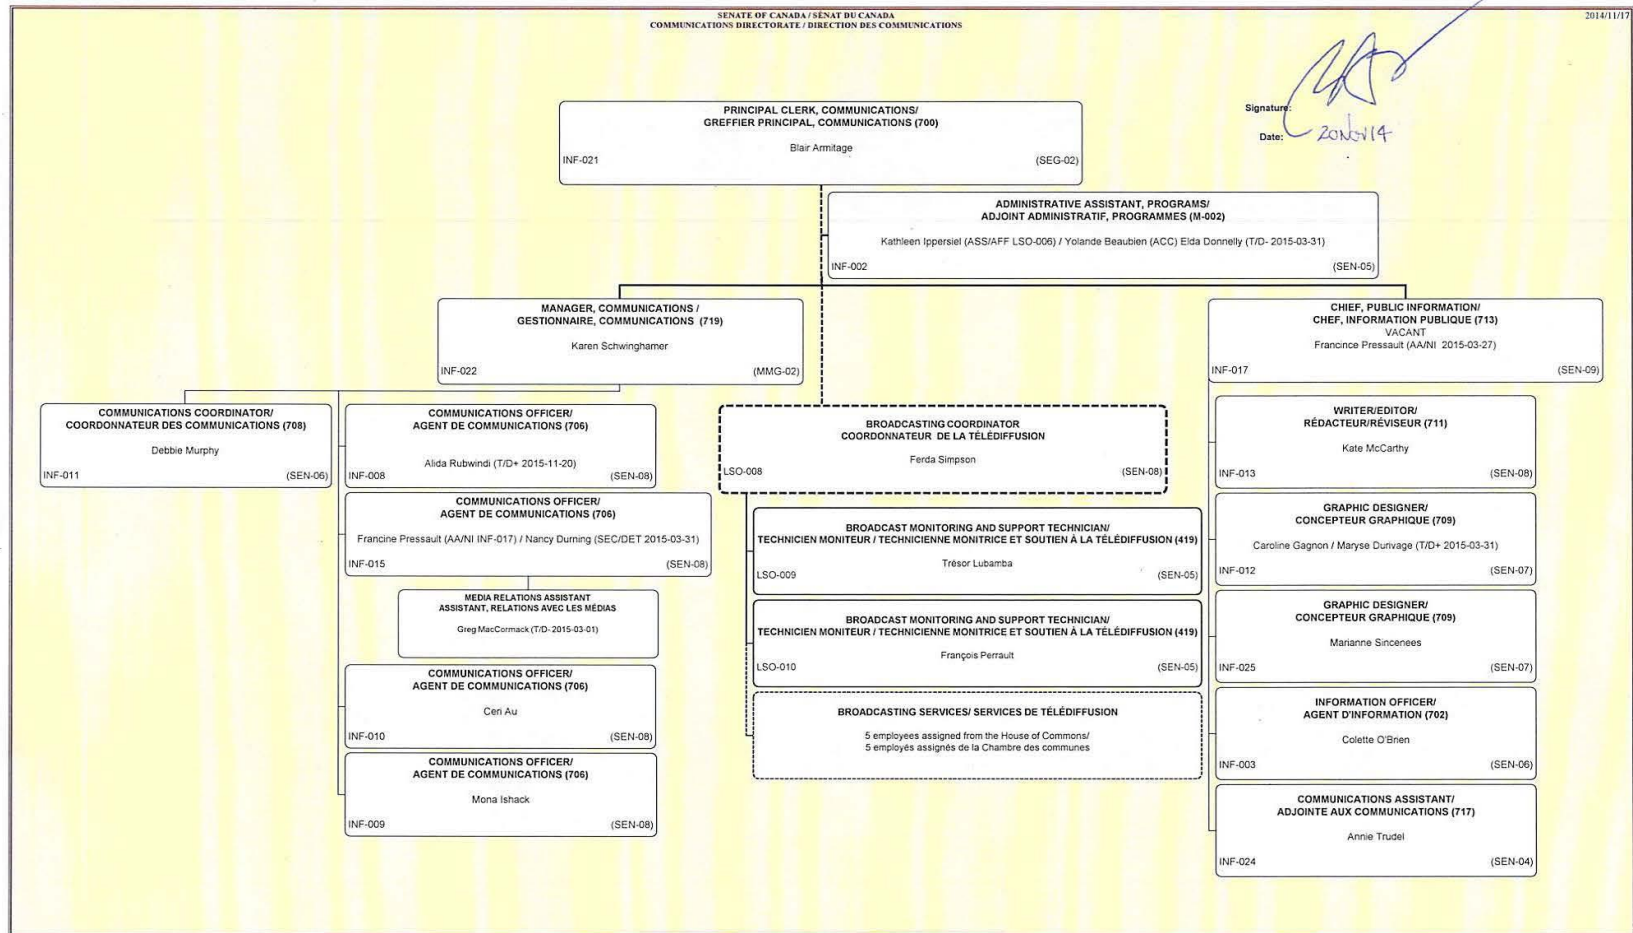 SENATE OF CANADA / SÉNAT DU CANADA
COMMUNICATIONS DIRECTORATE / DIRECTION DES COMMUNICATIONS
2014/11/17
Signature:
Date: 20Nov14
PRINCIPAL CLERK, COMMUNICATIONS/
GREFFIER PRINCIPAL, COMMUNICATIONS (700)
Blair Armitage
INF-021 (SEG-02)
ADMINISTRATIVE ASSISTANT, PROGRAMS/
ADJOINT ADMINISTRATIF, PROGRAMMES (M-002)
Kathleen Ippersiel (ASS/AFF LSO-006) / Yolande Beaubien (ACC) Elda Donnelly (T/D- 2015-03-31)
INF-002 (SEN-05)
MANAGER, COMMUNICATIONS /
GESTIONNAIRE, COMMUNICATIONS (719)
Karen Schwinghamer
INF-022 (MMG-02)
CHIEF, PUBLIC INFORMATION/
CHEF, INFORMATION PUBLIQUE (713)
VACANT
Francince Pressault (AA/NI 2015-03-27)
INF-017 (SEN-09)
COMMUNICATIONS COORDINATOR/
COORDONNATEUR DES COMMUNICATIONS (708)
Debbie Murphy
INF-011 (SEN-06)
COMMUNICATIONS OFFICER/
AGENT DE COMMUNICATIONS (706)
Alida Rubwindi (T/D+ 2015-11-20)
INF-008 (SEN-08)
COMMUNICATIONS OFFICER/
AGENT DE COMMUNICATIONS (706)
Francine Pressault (AA/NI INF-017) / Nancy Durning (SEC/DET 2015-03-31)
INF-015 (SEN-08)
MEDIA RELATIONS ASSISTANT
ASSISTANT, RELATIONS AVEC LES MÉDIAS
Greg MacCormack (T/D- 2015-03-01)
COMMUNICATIONS OFFICER/
AGENT DE COMMUNICATIONS (706)
Ceri Au
INF-010 (SEN-08)
COMMUNICATIONS OFFICER/
AGENT DE COMMUNICATIONS (706)
Mona Ishack
INF-009 (SEN-08)
BROADCASTING COORDINATOR
COORDONNATEUR DE LA TÉLÉDIFFUSION
Ferda Simpson
LSO-008 (SEN-08)
BROADCAST MONITORING AND SUPPORT TECHNICIAN/
TECHNICIEN MONITEUR / TECHNICIENNE MONITRICE ET SOUTIEN À LA TÉLÉDIFFUSION (419)
Trésor Lubamba
LSO-009 (SEN-05)
BROADCAST MONITORING AND SUPPORT TECHNICIAN/
TECHNICIEN MONITEUR / TECHNICIENNE MONITRICE ET SOUTIEN À LA TÉLÉDIFFUSION (419)
François Perrault
LSO-010 (SEN-05)
BROADCASTING SERVICES/ SERVICES DE TÉLÉDIFFUSION
5 employees assigned from the House of Commons/
5 employés assignés de la Chambre des communes
WRITER/EDITOR/
RÉDACTEUR/RÉVISEUR (711)
Kate McCarthy
INF-013 (SEN-08)
GRAPHIC DESIGNER/
CONCEPTEUR GRAPHIQUE (709)
Caroline Gagnon / Maryse Durivage (T/D+ 2015-03-31)
INF-012 (SEN-07)
GRAPHIC DESIGNER/
CONCEPTEUR GRAPHIQUE (709)
Marianne Sincenees
INF-025 (SEN-07)
INFORMATION OFFICER/
AGENT D'INFORMATION (702)
Colette O'Brien
INF-003 (SEN-06)
COMMUNICATIONS ASSISTANT/
ADJOINTE AUX COMMUNICATIONS (717)
Annie Trudel
INF-024 (SEN-04)